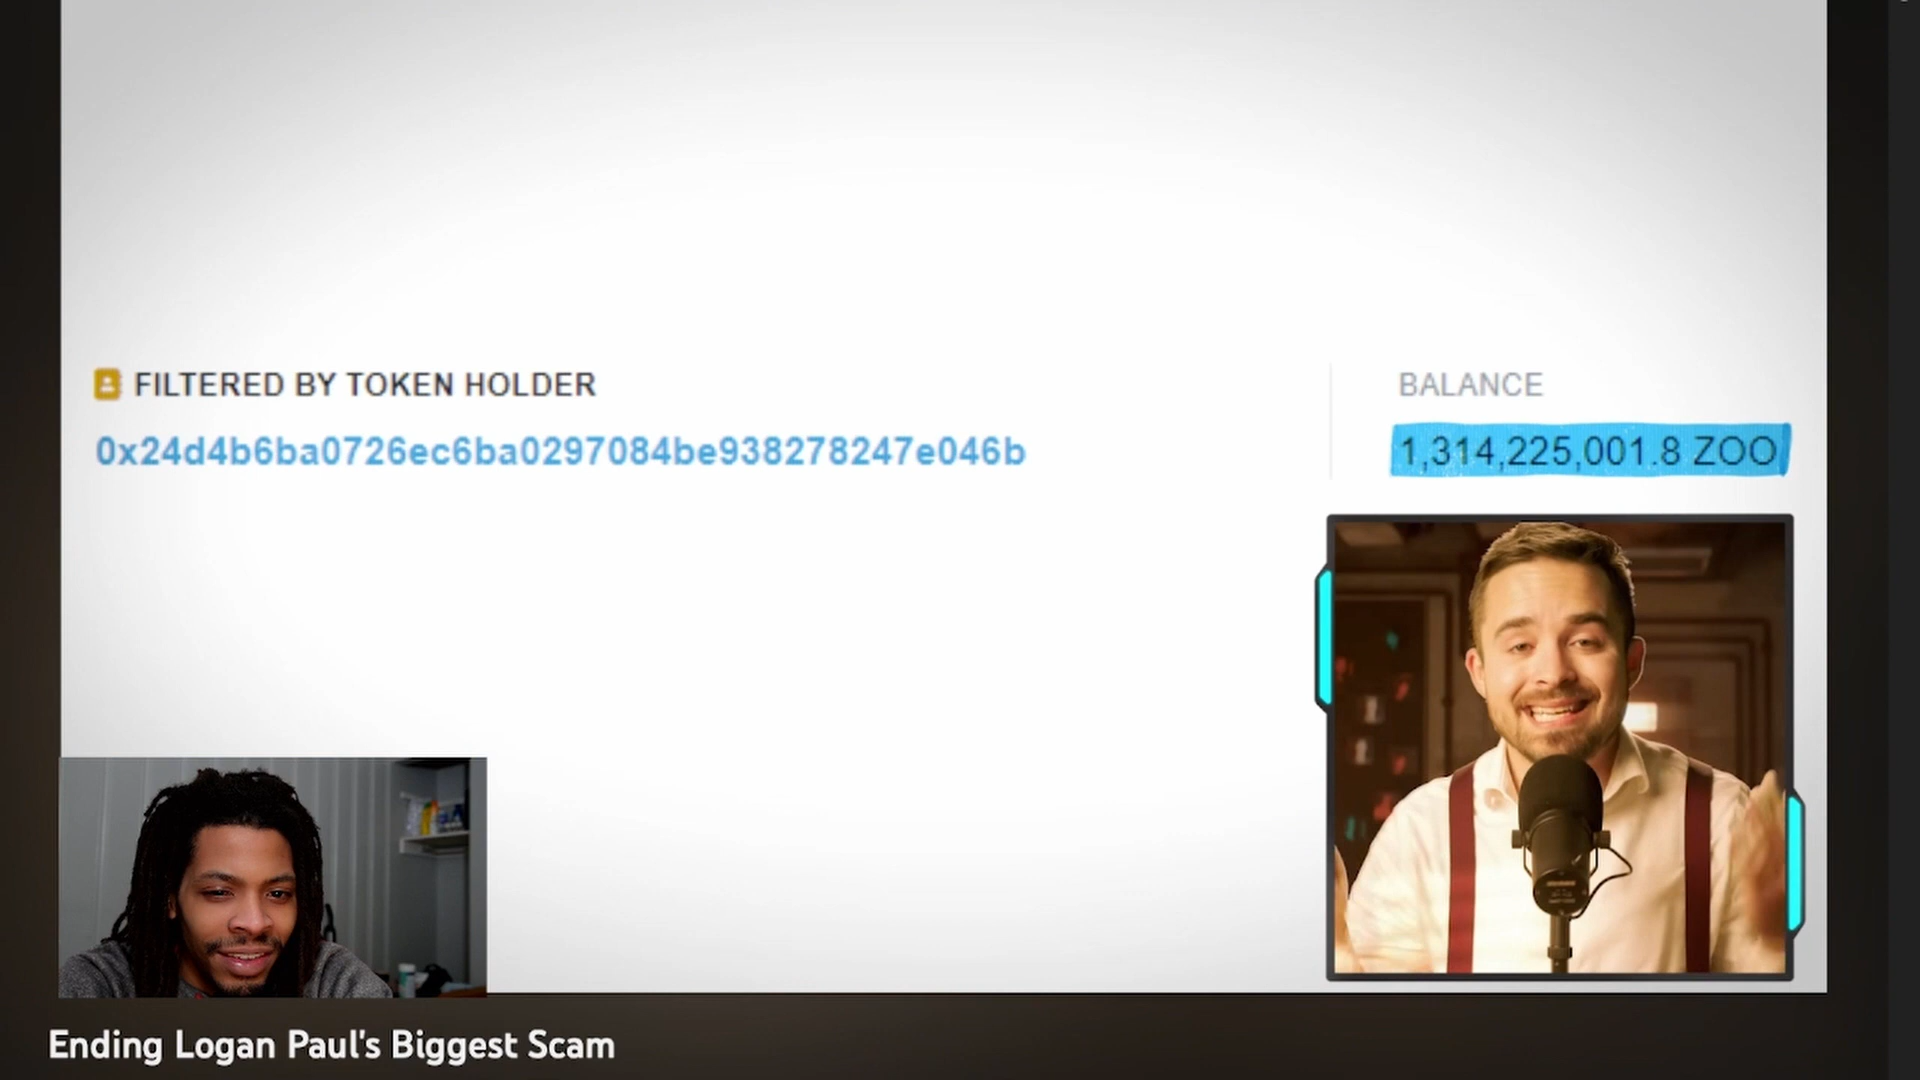 FILTERED BY TOKEN HOLDER
0x24d4b6ba0726ec6ba0297084be938278247e046b
BALANCE
1,314,225,001.8 ZOO
Ending Logan Paul's Biggest Scam